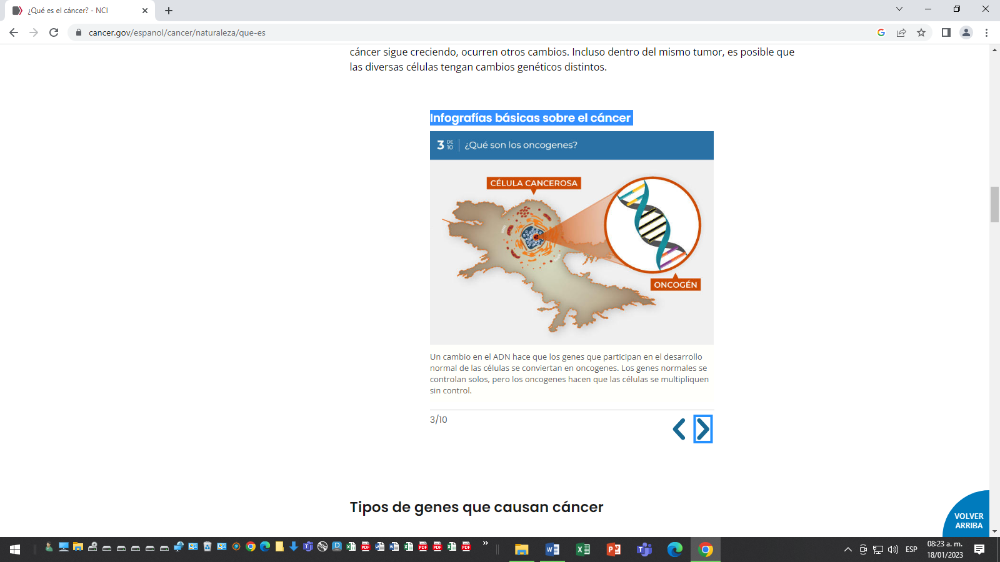 ¿Qué es el cáncer? - NCI
cancer.gov/espanol/cancer/naturaleza/que-es
cáncer sigue creciendo, ocurren otros cambios. Incluso dentro del mismo tumor, es posible que
las diversas células tengan cambios genéticos distintos.
Infografías básicas sobre el cáncer
3 DE 10 ¿Qué son los oncogenes?
CÉLULA CANCEROSA
ONCOGÉN
Un cambio en el ADN hace que los genes que participan en el desarrollo
normal de las células se conviertan en oncogenes. Los genes normales se
controlan solos, pero los oncogenes hacen que las células se multipliquen
sin control.
3/10
Tipos de genes que causan cáncer
VOLVER
ARRIBA
ESP
08:23 a. m.
18/01/2023